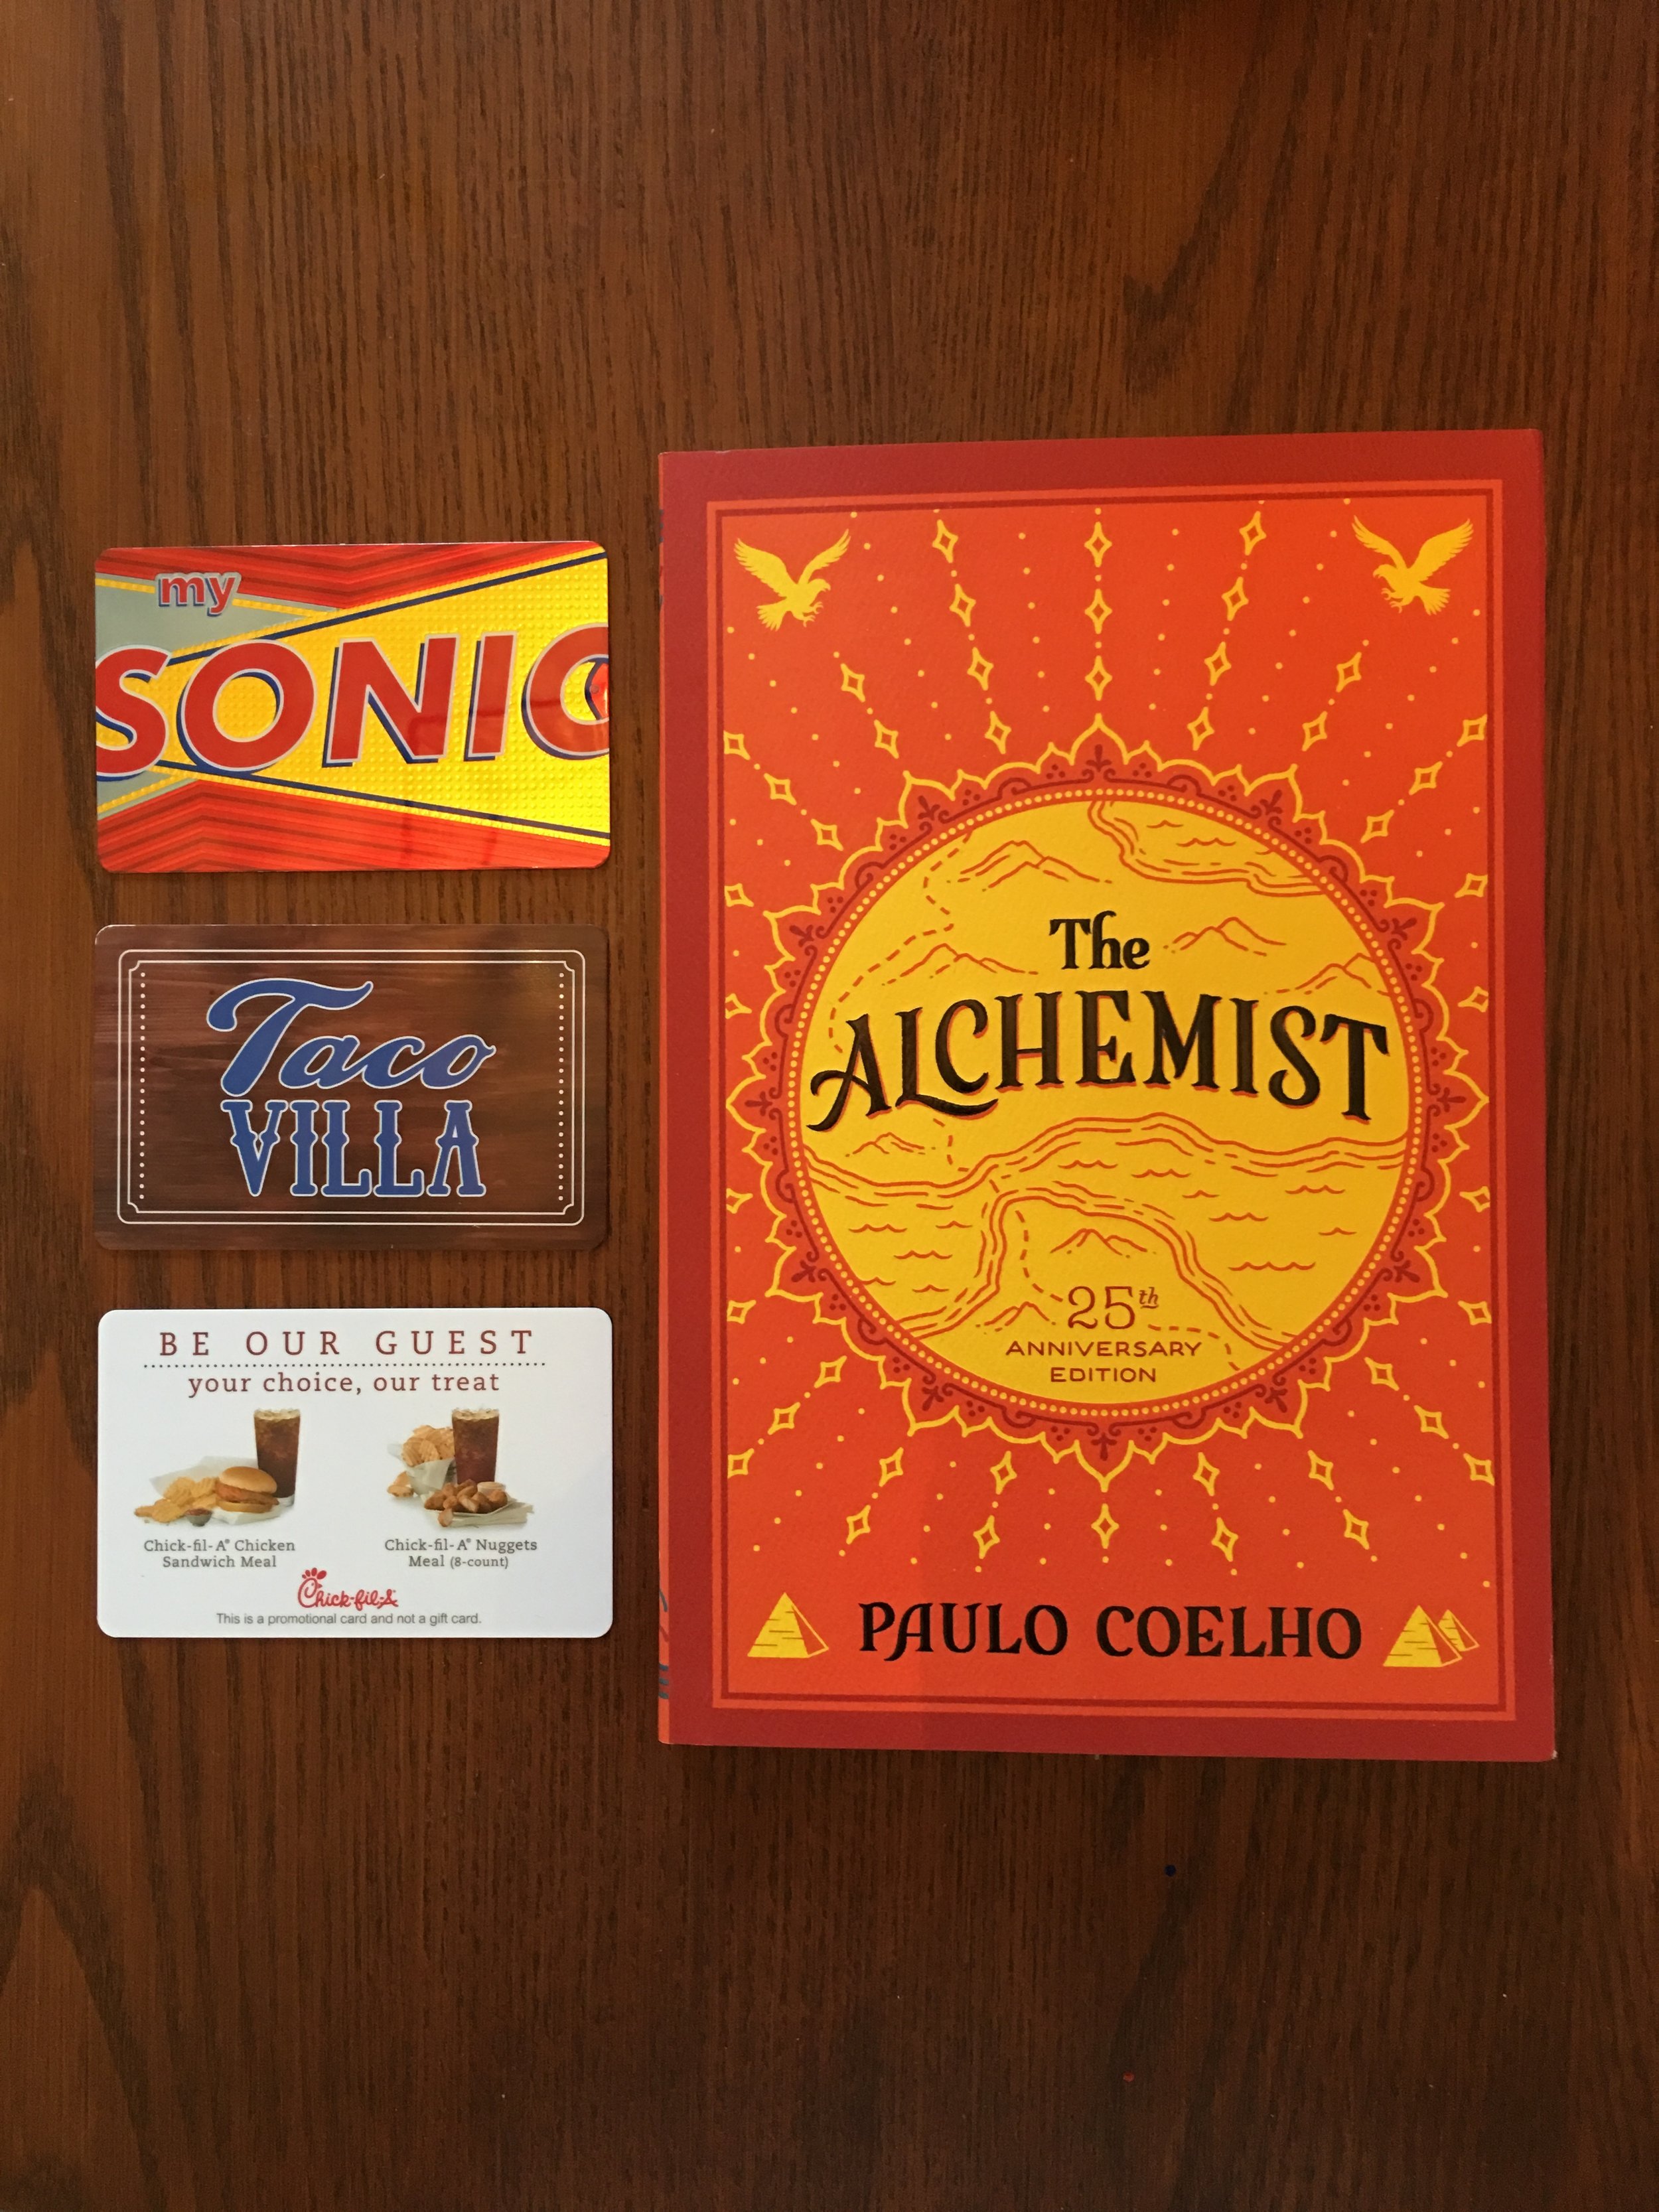 my
SONIC
Taco
VILLA
BE OUR GUEST
your choice, our treat
Chick-fil-A® Chicken
Sandwich Meal
Chick-fil-A® Nuggets
Meal (8-count)
Chick-fil-A®
This is a promotional card and not a gift card.
The
ALCHEMIST
25th
ANNIVERSARY
EDITION
PAULO COELHO